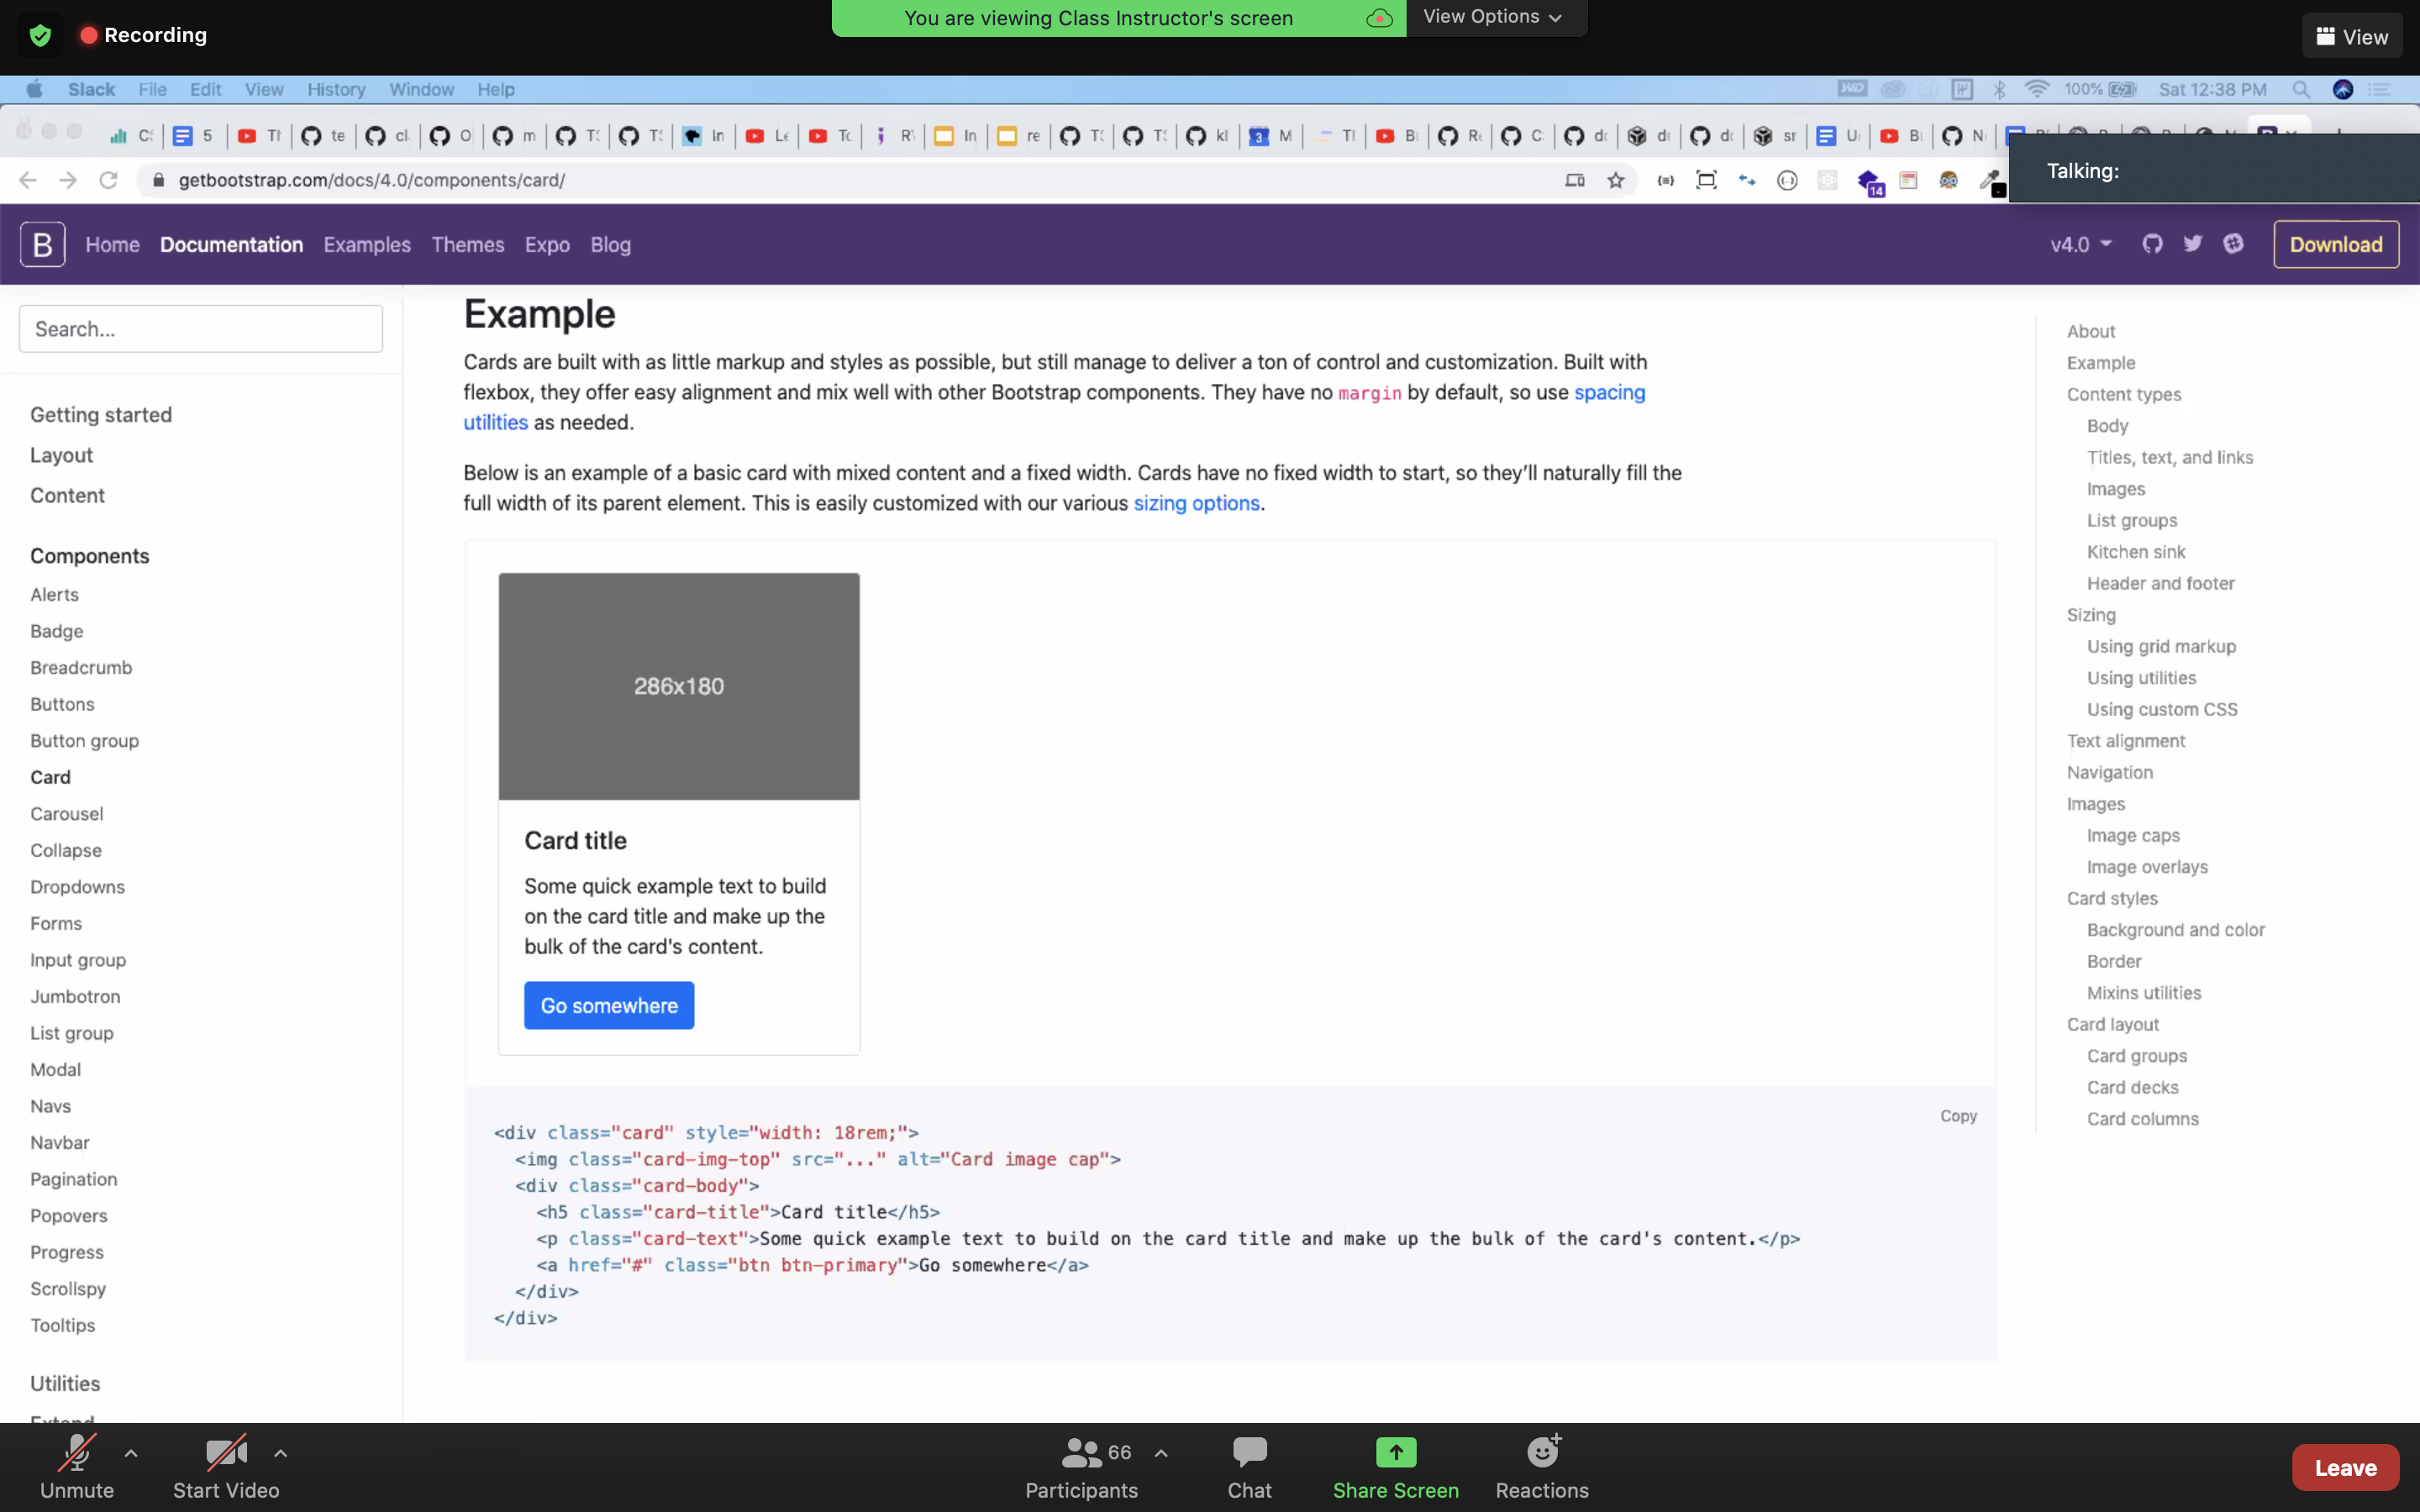 Recording
You are viewing Class Instructor's screen
View Options
View
Slack File Edit View History Window Help
100%
Sat 12:38 PM
5
getbootstrap.com/docs/4.0/components/card/
14
Talking:
B Home Documentation Examples Themes Expo Blog
v4.0
Download
Search...
Getting started
Layout
Content
Components
Alerts
Badge
Breadcrumb
Buttons
Button group
Card
Carousel
Collapse
Dropdowns
Forms
Input group
Jumbotron
List group
Modal
Navs
Navbar
Pagination
Popovers
Progress
Scrollspy
Tooltips
Utilities
Extend
Example
Cards are built with as little markup and styles as possible, but still manage to deliver a ton of control and customization. Built with
flexbox, they offer easy alignment and mix well with other Bootstrap components. They have no margin by default, so use spacing
utilities as needed.
Below is an example of a basic card with mixed content and a fixed width. Cards have no fixed width to start, so they’ll naturally fill the
full width of its parent element. This is easily customized with our various sizing options.
286x180
Card title
Some quick example text to build
on the card title and make up the
bulk of the card's content.
Go somewhere
Copy
<div class="card" style="width: 18rem;">
<img class="card-img-top" src="..." alt="Card image cap">
<div class="card-body">
<h5 class="card-title">Card title</h5>
<p class="card-text">Some quick example text to build on the card title and make up the bulk of the card's content.</p>
<a href="#" class="btn btn-primary">Go somewhere</a>
</div>
</div>
About
Example
Content types
Body
Titles, text, and links
Images
List groups
Kitchen sink
Header and footer
Sizing
Using grid markup
Using utilities
Using custom CSS
Text alignment
Navigation
Images
Image caps
Image overlays
Card styles
Background and color
Border
Mixins utilities
Card layout
Card groups
Card decks
Card columns
Unmute
Start Video
66
Participants
Chat
Share Screen
Reactions
Leave